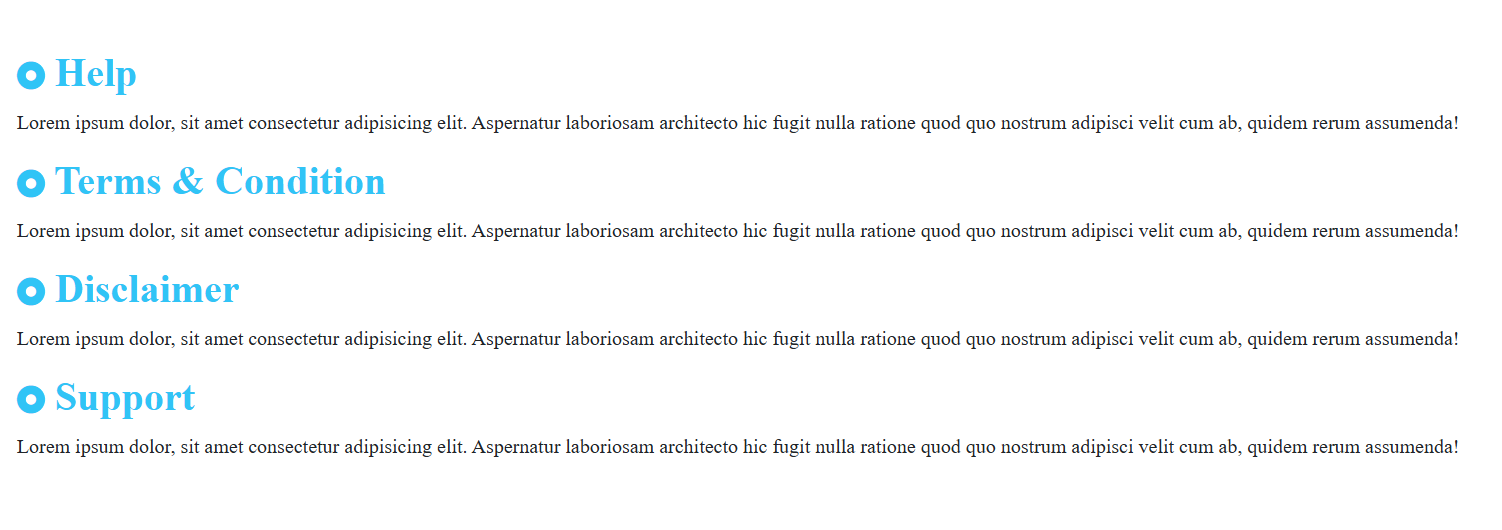 Help
Lorem ipsum dolor, sit amet consectetur adipisicing elit. Aspernatur laboriosam architecto hic fugit nulla ratione quod quo nostrum adipisci velit cum ab, quidem rerum assumenda!
Terms & Condition
Lorem ipsum dolor, sit amet consectetur adipisicing elit. Aspernatur laboriosam architecto hic fugit nulla ratione quod quo nostrum adipisci velit cum ab, quidem rerum assumenda!
Disclaimer
Lorem ipsum dolor, sit amet consectetur adipisicing elit. Aspernatur laboriosam architecto hic fugit nulla ratione quod quo nostrum adipisci velit cum ab, quidem rerum assumenda!
Support
Lorem ipsum dolor, sit amet consectetur adipisicing elit. Aspernatur laboriosam architecto hic fugit nulla ratione quod quo nostrum adipisci velit cum ab, quidem rerum assumenda!